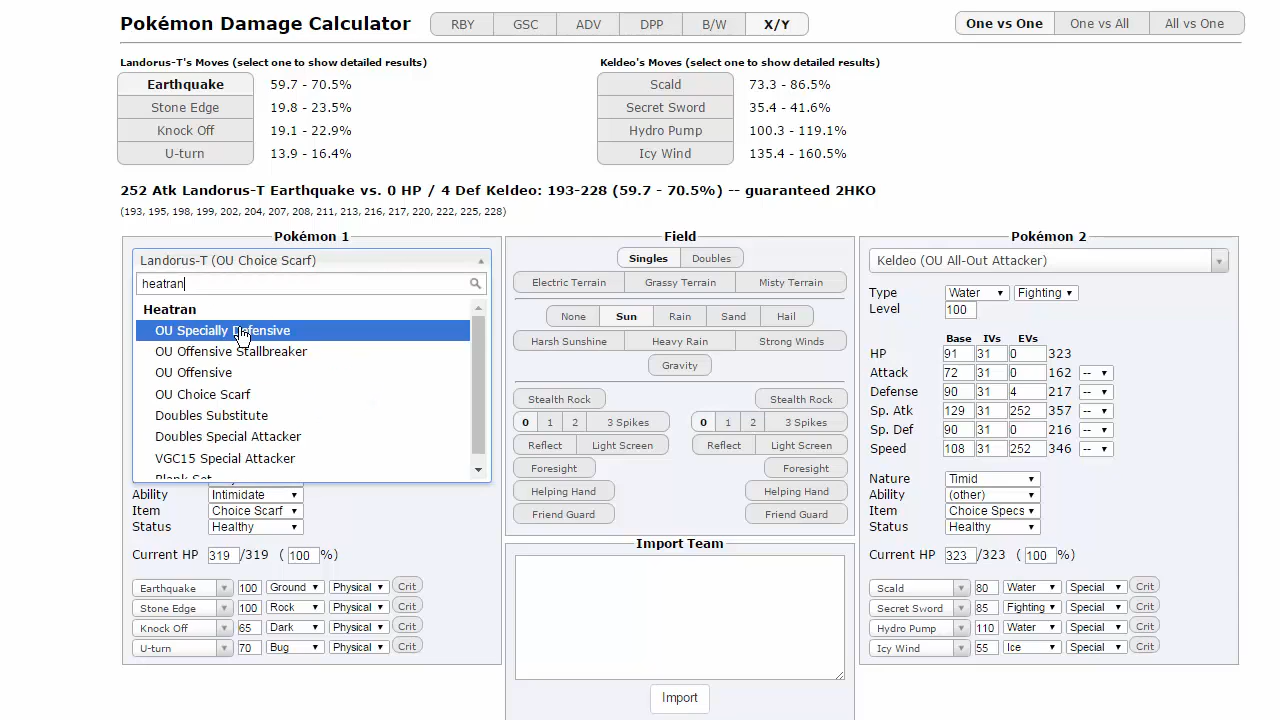 Pokémon Damage Calculator RBY GSC ADV DPP B/W X/Y One vs One One vs All All vs One
Landorus-T's Moves (select one to show detailed results)
Earthquake 59.7 - 70.5%
Stone Edge 19.8 - 23.5%
Knock Off 19.1 - 22.9%
U-turn 13.9 - 16.4%
Keldeo's Moves (select one to show detailed results)
Scald 73.3 - 86.5%
Secret Sword 35.4 - 41.6%
Hydro Pump 100.3 - 119.1%
Icy Wind 135.4 - 160.5%
252 Atk Landorus-T Earthquake vs. 0 HP / 4 Def Keldeo: 193-228 (59.7 - 70.5%) -- guaranteed 2HKO
(193, 195, 198, 199, 202, 204, 207, 208, 211, 213, 216, 217, 220, 222, 225, 228)
Pokémon 1
Landorus-T (OU Choice Scarf)
heatran
Heatran
OU Specially Defensive
OU Offensive Stallbreaker
OU Offensive
OU Choice Scarf
Doubles Substitute
Doubles Special Attacker
VGC15 Special Attacker
Blank Set
Ability Intimidate
Item Choice Scarf
Status Healthy
Current HP 319 /319 ( 100 %)
Earthquake 100 Ground Physical Crit
Stone Edge 100 Rock Physical Crit
Knock Off 65 Dark Physical Crit
U-turn 70 Bug Physical Crit
Field
Singles Doubles
Electric Terrain Grassy Terrain Misty Terrain
None Sun Rain Sand Hail
Harsh Sunshine Heavy Rain Strong Winds
Gravity
Stealth Rock Stealth Rock
0 1 2 3 Spikes 0 1 2 3 Spikes
Reflect Light Screen Reflect Light Screen
Foresight Foresight
Helping Hand Helping Hand
Friend Guard Friend Guard
Import Team
Import
Pokémon 2
Keldeo (OU All-Out Attacker)
Type Water Fighting
Level 100
Base IVs EVs
HP 91 31 0 323
Attack 72 31 0 162 --
Defense 90 31 4 217 --
Sp. Atk 129 31 252 357 --
Sp. Def 90 31 0 216 --
Speed 108 31 252 346 --
Nature Timid
Ability (other)
Item Choice Specs
Status Healthy
Current HP 323 /323 ( 100 %)
Scald 80 Water Special Crit
Secret Sword 85 Fighting Special Crit
Hydro Pump 110 Water Special Crit
Icy Wind 55 Ice Special Crit